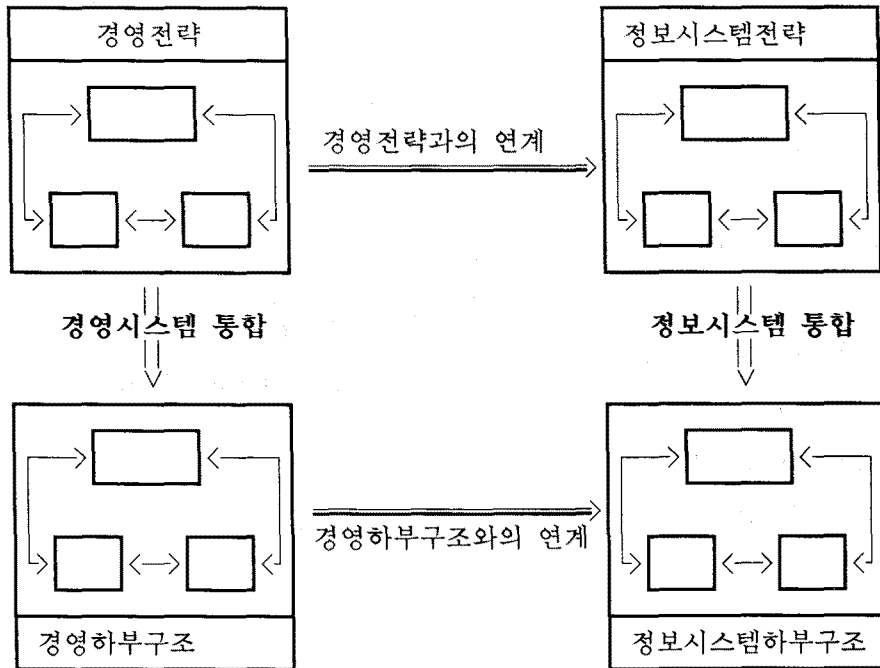 경영전략
정보시스템전략
경영전략과의 연계
경영시스템 통합
정보시스템 통합
경영하부구조와의 연계
경영하부구조
정보시스템하부구조